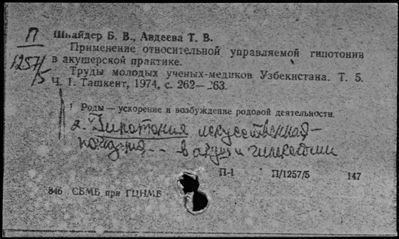 П Шнайдер Б. В., Авдеева Т. В.
1257/5 Применение относительной управляемой гипотонии
в акушерской практике.
Труды молодых ученых-медиков Узбекистана. Т. 5.
Ч. 1. Ташкент, 1974, с. 262—263.
1 Роды — ускорение и возбуждение родовой деятельности.
2. Гипотония искусственная
в акуш и гинекологии
П-1 П/1257/5 147
846 СБМБ при ГЦНМБ